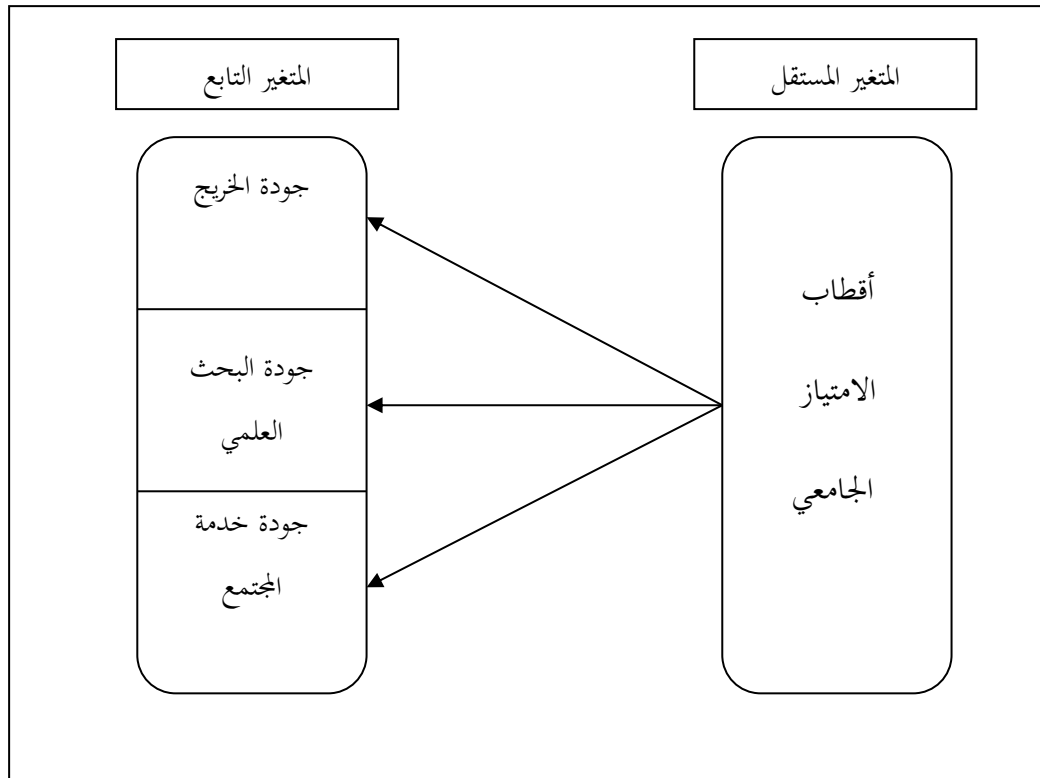 المتغير المستقل
المتغير التابع
أقطاب
الامتياز
الجامعي
جودة الخريج
جودة البحث
العلمي
جودة خدمة
المجتمع